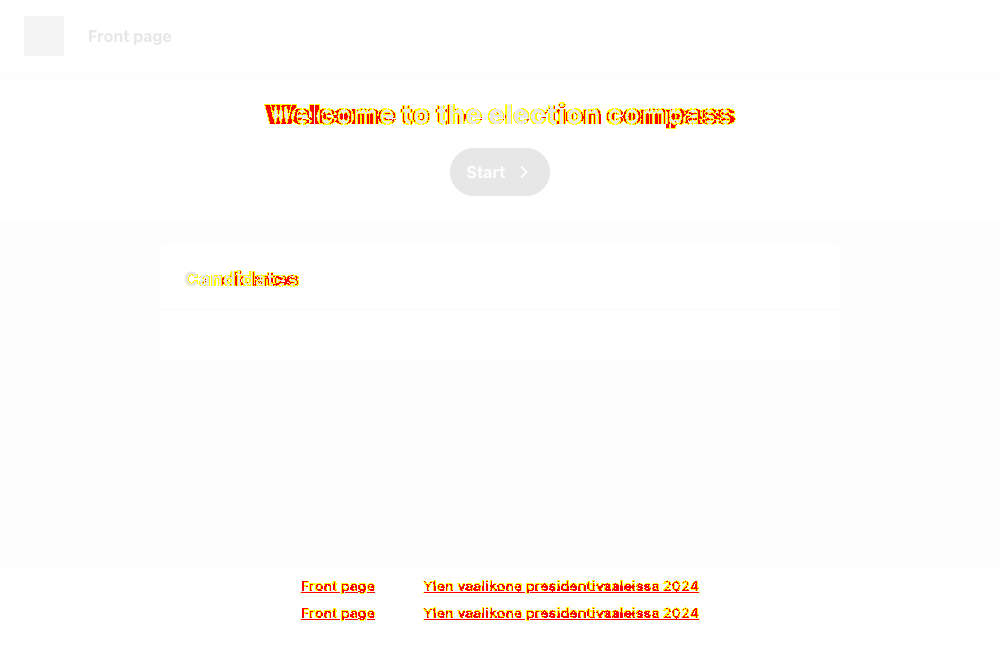 Front page
Welcome to the election compass
Start
Candidates
Front page Ylen vaalikone presidentivaaleissa 2024
Front page Ylen vaalikone presidentivaaleissa 2024